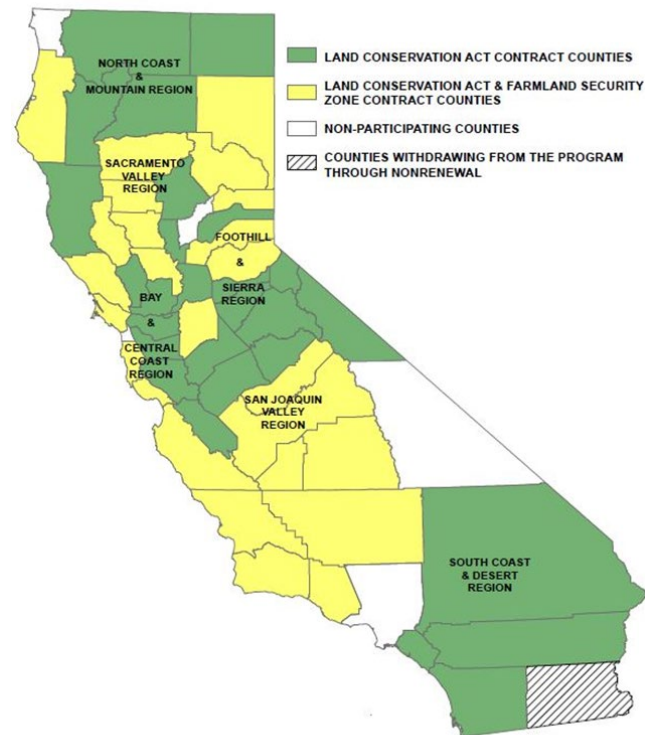 LAND CONSERVATION ACT CONTRACT COUNTIES
LAND CONSERVATION ACT & FARMLAND SECURITY
ZONE CONTRACT COUNTIES
NON-PARTICIPATING COUNTIES
COUNTIES WITHDRAWING FROM THE PROGRAM
THROUGH NONRENEWAL
NORTH COAST
&
MOUNTAIN REGION
SACRAMENTO
VALLEY
REGION
FOOTHILL
&
SIERRA
REGION
BAY
&
CENTRAL
COAST
REGION
SAN JOAQUIN
VALLEY
REGION
SOUTH COAST
& DESERT
REGION